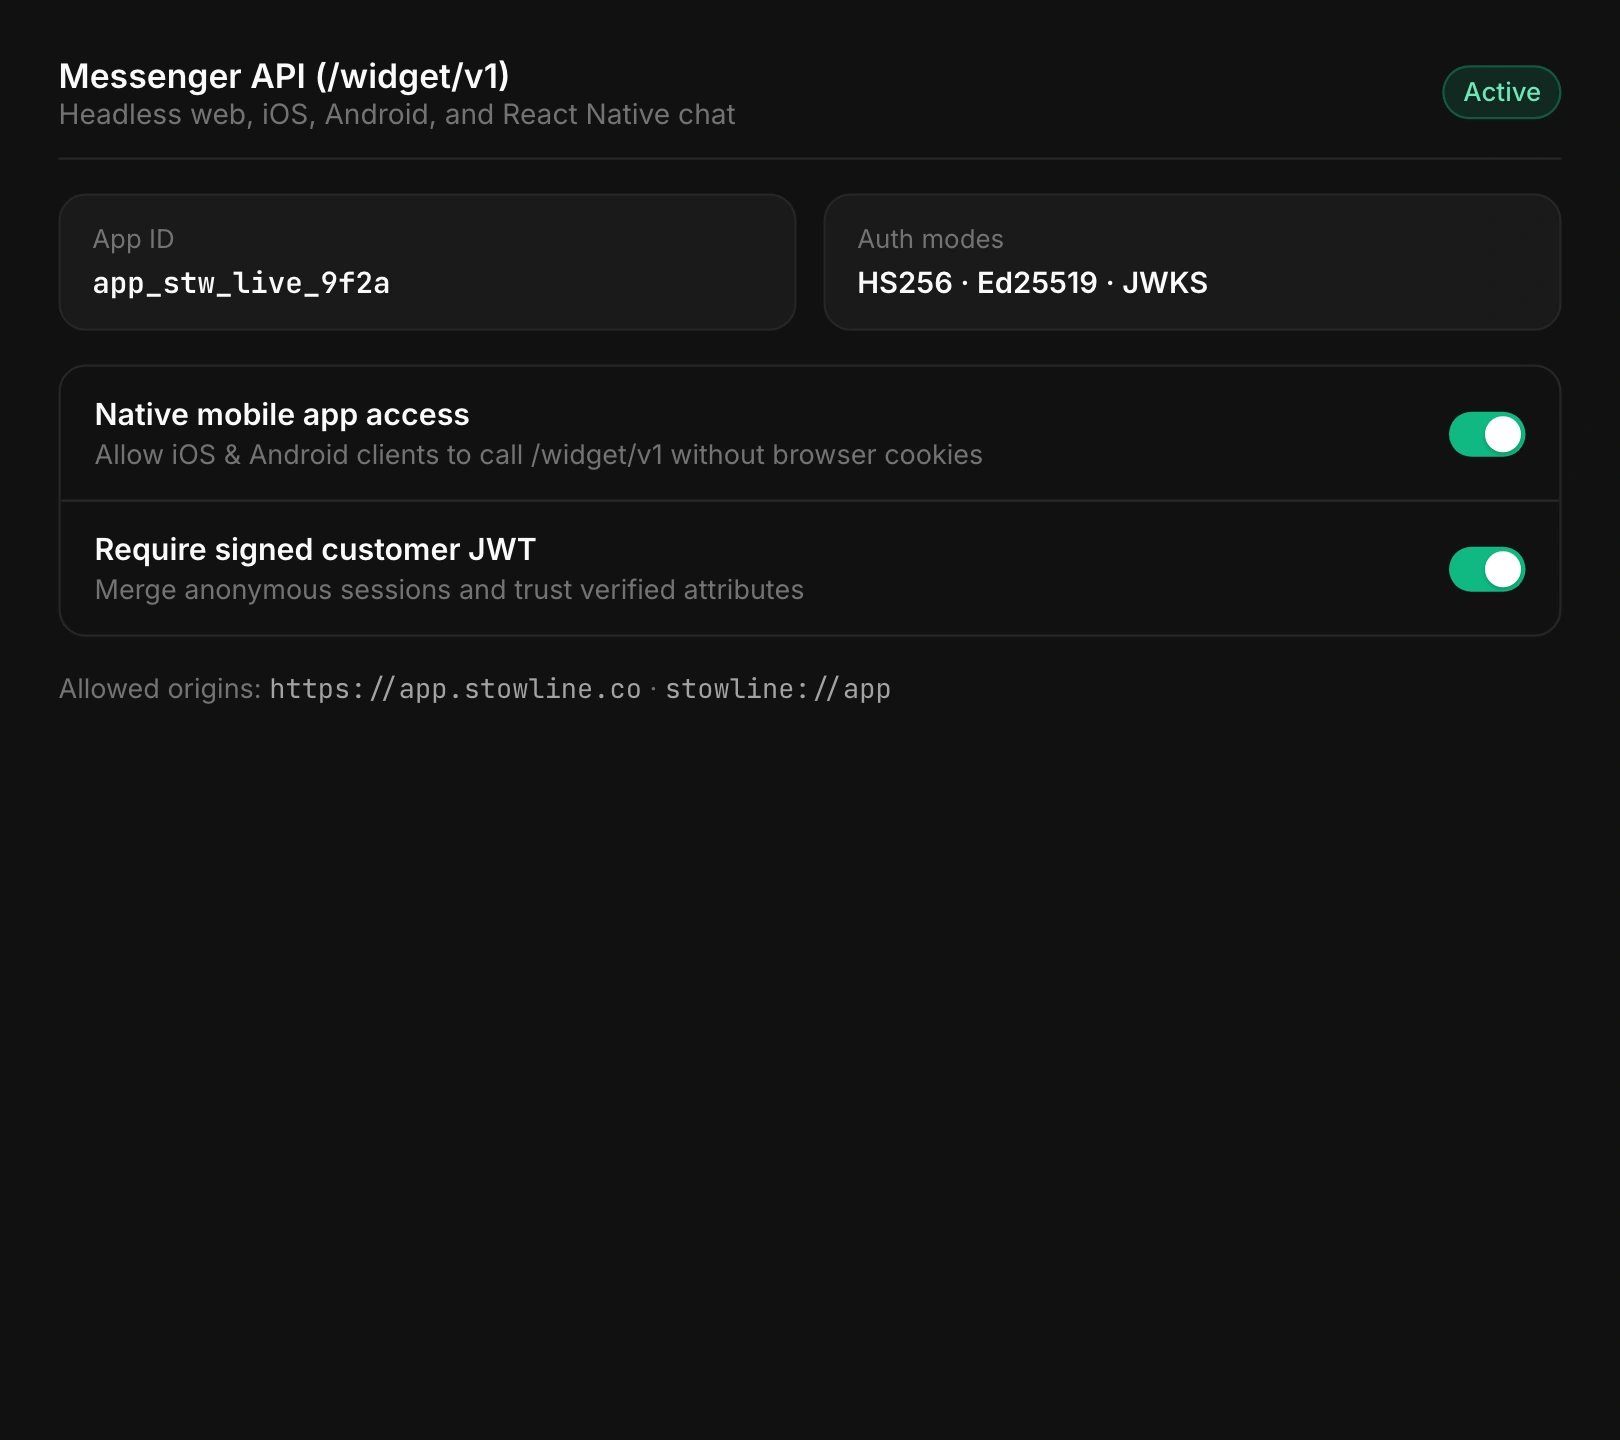 Messenger API (/widget/v1)
Headless web, iOS, Android, and React Native chat
Active
App ID
app_stw_live_9f2a
Auth modes
HS256 · Ed25519 · JWKS
Native mobile app access
Allow iOS & Android clients to call /widget/v1 without browser cookies
Require signed customer JWT
Merge anonymous sessions and trust verified attributes
Allowed origins: https://app.stowline.co · stowline://app